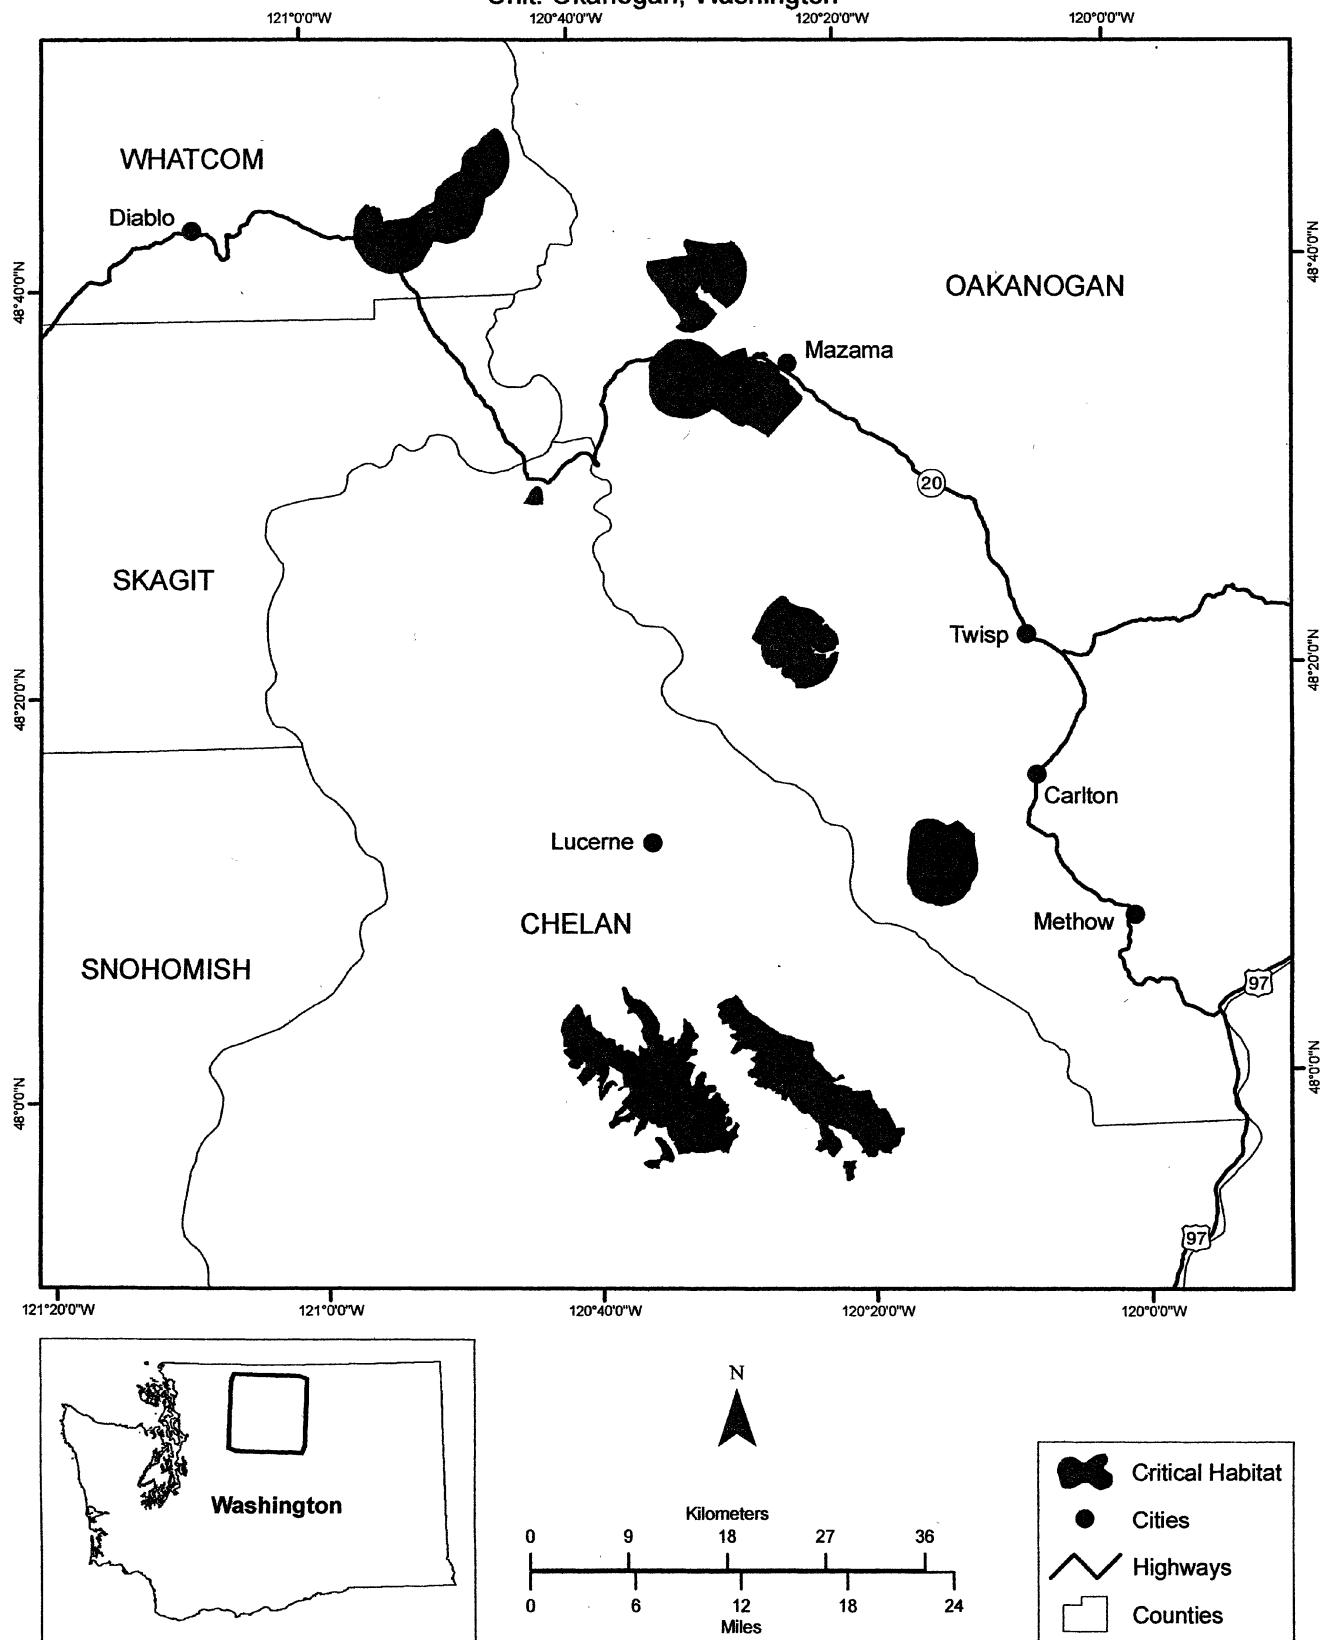 Unit: Okanogan, Washington
121°0'0"W 120°40'0"W 120°20'0"W 120°0'0"W
WHATCOM
Diablo
48°40'0"N
48°40'0"N
OAKANOGAN
Mazama
20
SKAGIT
Twisp
48°20'0"N
48°20'0"N
Carlton
Lucerne
CHELAN
Methow
SNOHOMISH
97
48°0'0"N
48°0'0"N
97
121°20'0"W 121°0'0"W 120°40'0"W 120°20'0"W 120°0'0"W
N
Washington
Kilometers
0 9 18 27 36
0 6 12 18 24
Miles
Critical Habitat
Cities
Highways
Counties